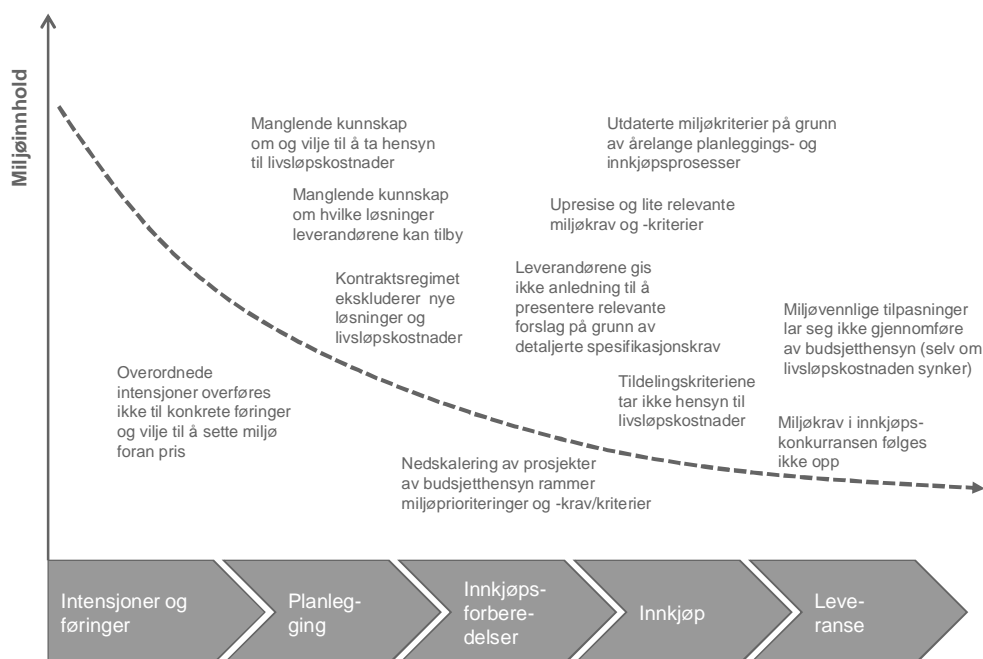 Miljøinnhold
Manglende kunnskap
om og vilje til å ta hensyn
til livsløpskostnader
Utdaterte miljøkriterier på grunn
av årelange planleggings- og
innkjøpsprosesser
Manglende kunnskap
om hvilke løsninger
leverandørene kan tilby
Upresise og lite relevante
miljøkrav og -kriterier
Kontraktsregimet
ekskluderer nye
løsninger og
livsløpskostnader
Leverandørene gis
ikke anledning til å
presentere relevante
forslag på grunn av
detaljerte spesifikasjonskrav
Miljøvennlige tilpasninger
lar seg ikke gjennomføre
av budsjetthensyn (selv om
livsløpskostnaden synker)
Overordnede
intensjoner overføres
ikke til konkrete føringer
og vilje til å sette miljø
foran pris
Tildelingskriteriene
tar ikke hensyn til
livsløpskostnader
Miljøkrav i innkjøps-
konkurransen følges
ikke opp
Nedskalering av prosjekter
av budsjetthensyn rammer
miljøprioriteringer og -krav/kriterier
Intensjoner og
føringer
Planleg-
ging
Innkjøps-
forbere-
delser
Innkjøp
Leve-
ranse